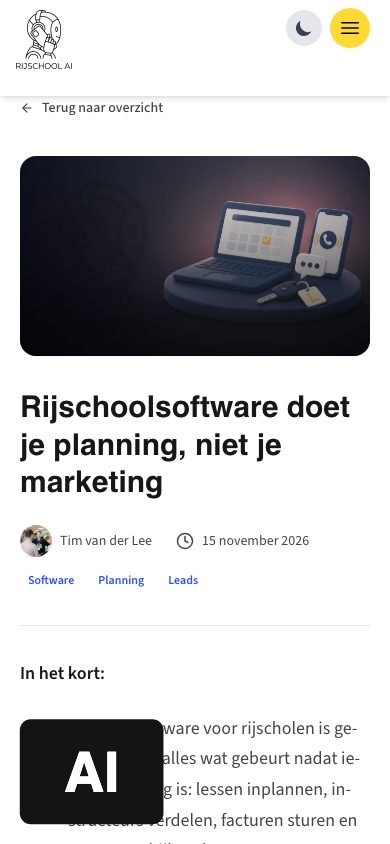 RIJSCHOOL AI
Terug naar overzicht
Rijschoolsoftware doet
je planning, niet je
marketing
Tim van der Lee
15 november 2026
Software Planning Leads
In het kort:
voor rijscholen is ge-
alles wat gebeurt nadat ie-
is: lessen inplannen, in-
verdelen, facturen sturen en
AI